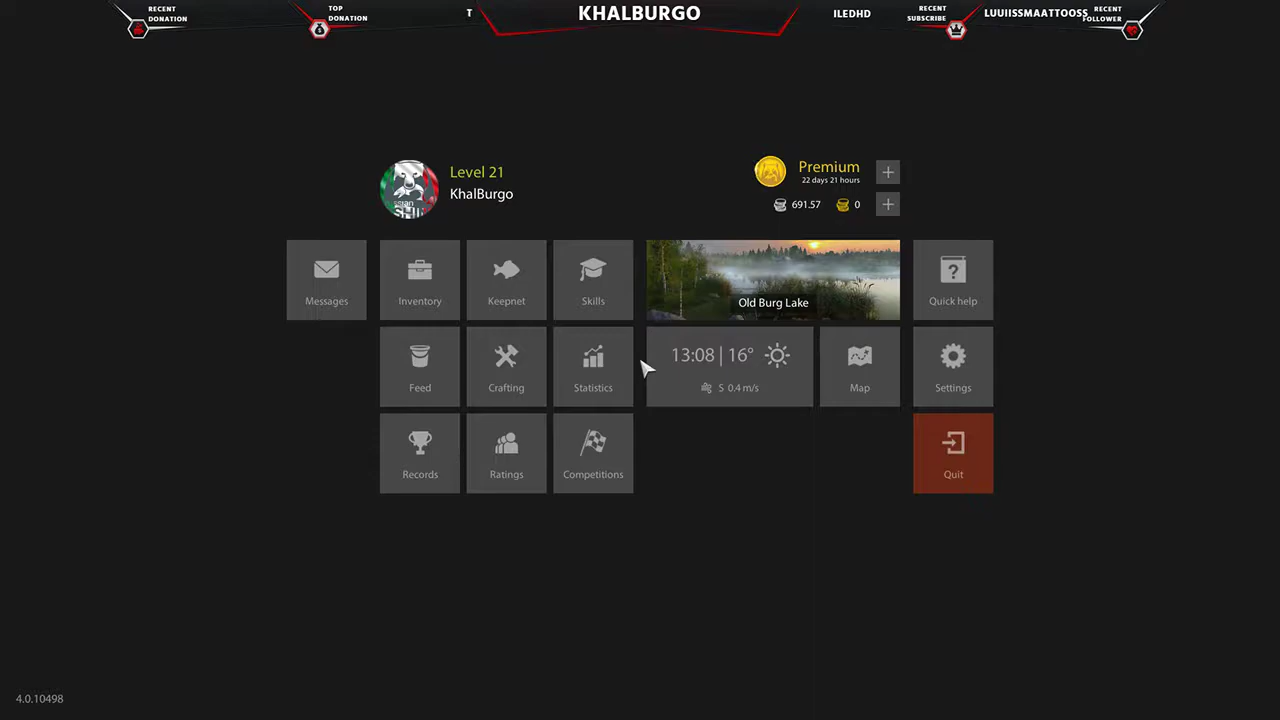 RECENT DONATION
TOP DONATION
T
KHALBURGO
ILEDHD
RECENT SUBSCRIBE
LUUIISSMAATTOOSS
RECENT FOLLOWER
Level 21
KhalBurgo
Premium
22 days 21 hours
691.57
0
Messages
Inventory
Keepnet
Skills
Old Burg Lake
Quick help
Feed
Crafting
Statistics
13:08 | 16°
S 0.4 m/s
Map
Settings
Records
Ratings
Competitions
Quit
4.0.10498